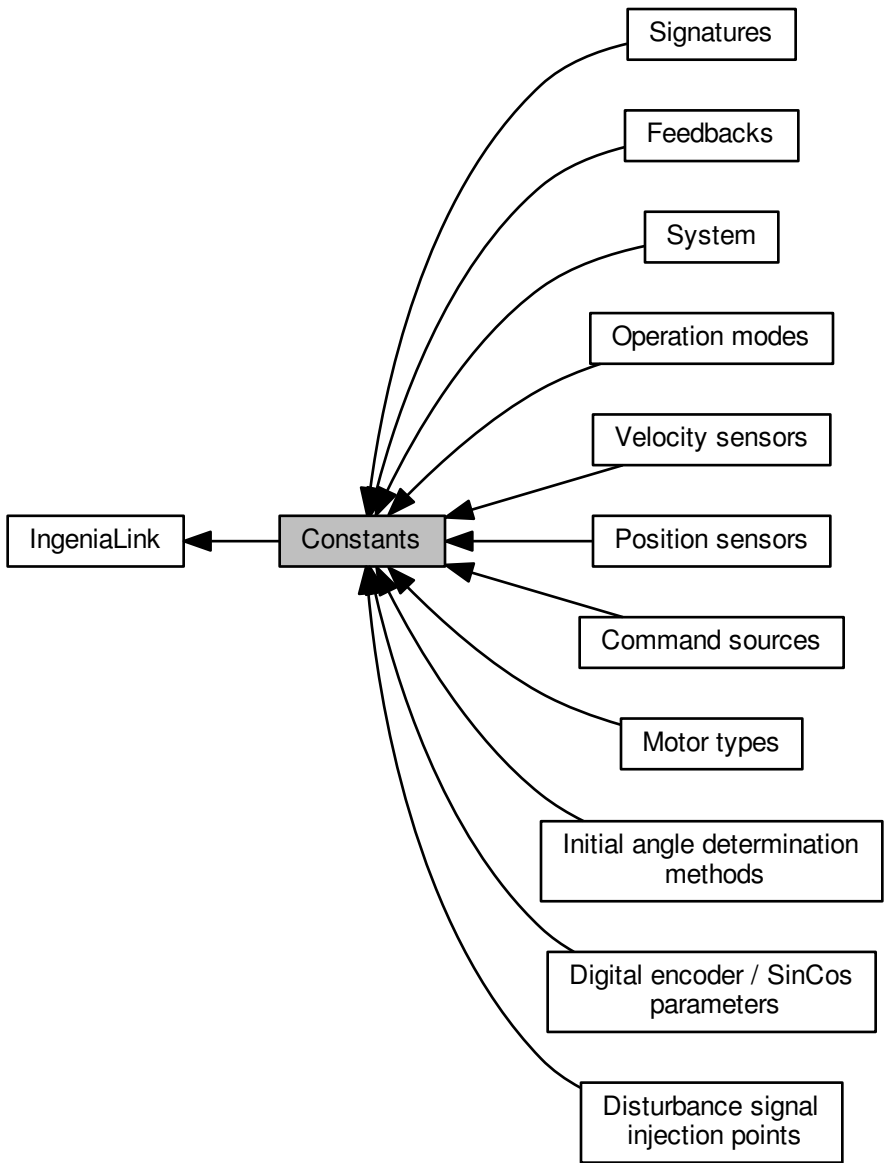 Signatures
Feedbacks
System
Operation modes
Velocity sensors
IngeniaLink
Constants
Position sensors
Command sources
Motor types
Initial angle determination
methods
Digital encoder / SinCos
parameters
Disturbance signal
injection points